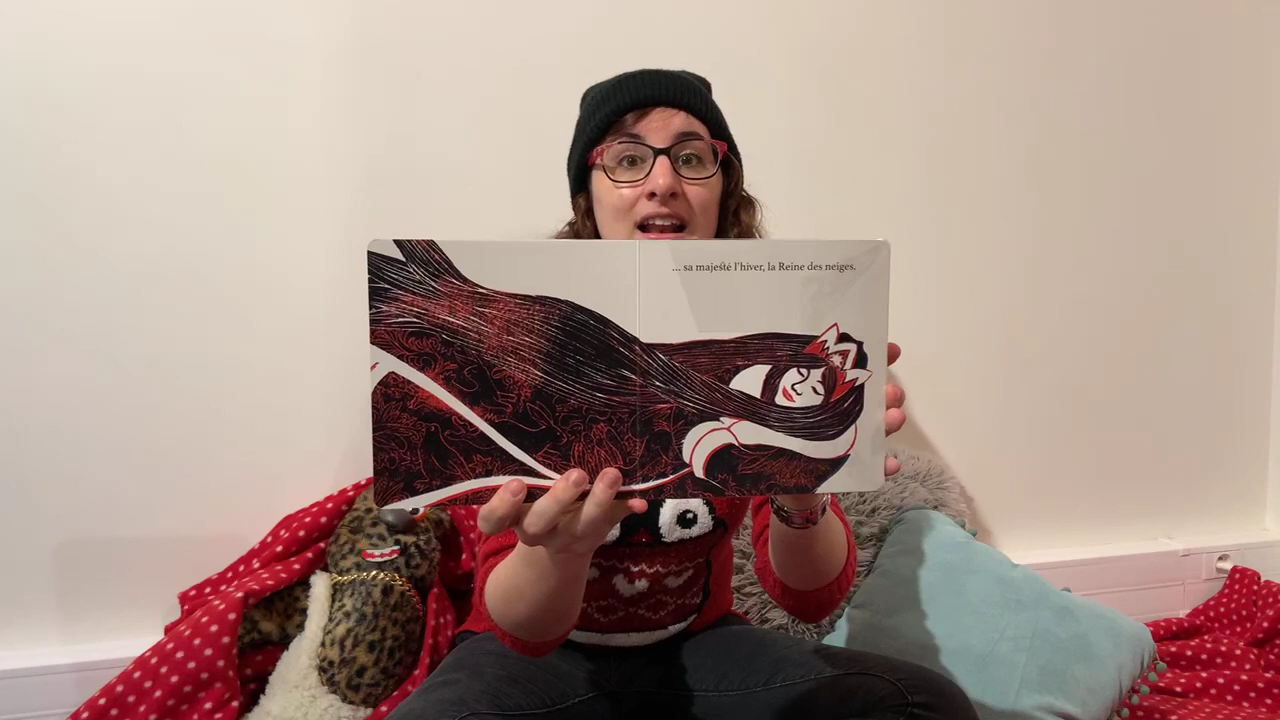 ... sa majesté l'hiver, la Reine des neiges.